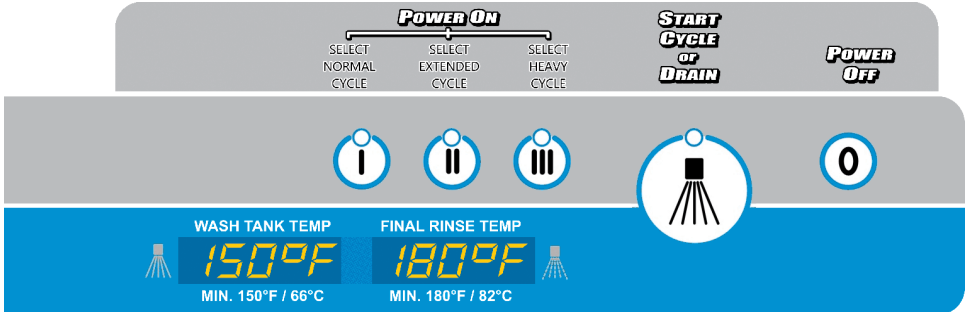 POWER ON
SELECT
NORMAL
CYCLE
SELECT
EXTENDED
CYCLE
SELECT
HEAVY
CYCLE
START
CYCLE
OR
DRAIN
POWER
OFF
I
II
III
0
WASH TANK TEMP
150°F
MIN. 150°F / 66°C
FINAL RINSE TEMP
180°F
MIN. 180°F / 82°C